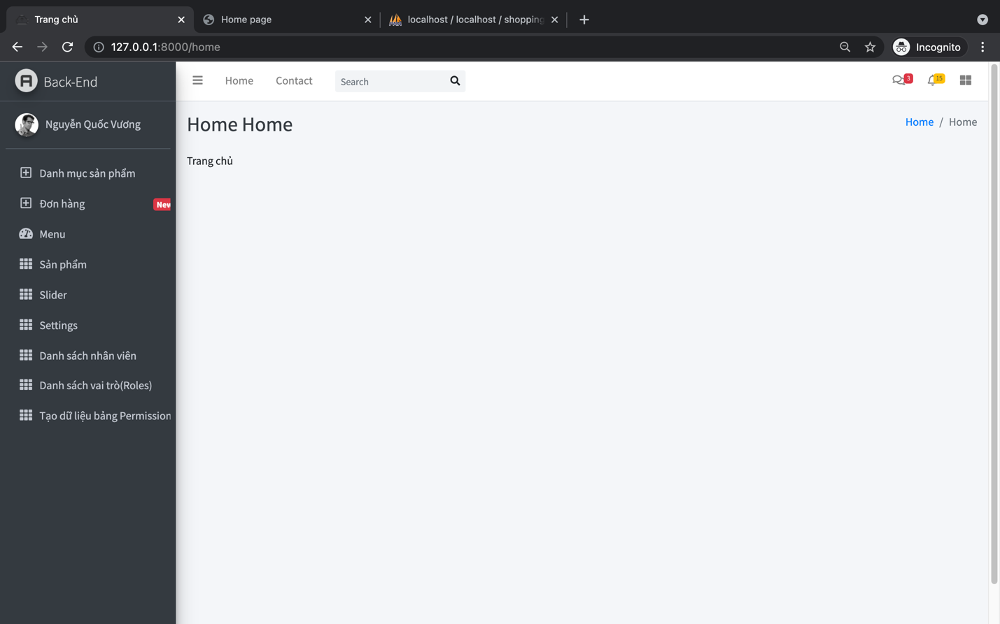 Trang chủ
Home page
localhost / localhost / shopping
127.0.0.1:8000/home
Incognito
Back-End
Home
Contact
Search
3
15
Nguyễn Quốc Vương
Home Home
Home / Home
Trang chủ
Danh mục sản phẩm
Đơn hàng
New
Menu
Sản phẩm
Slider
Settings
Danh sách nhân viên
Danh sách vai trò(Roles)
Tạo dữ liệu bảng Permission